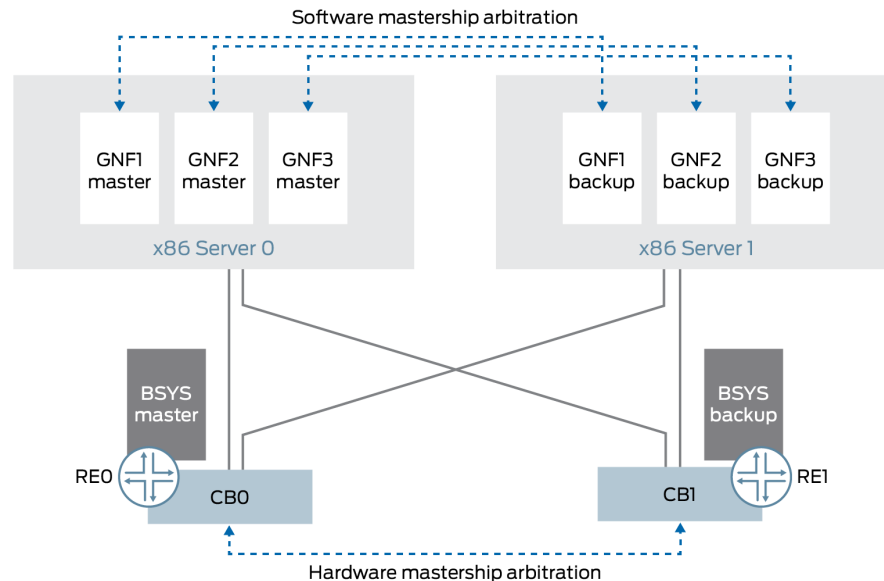 Software mastership arbitration
GNF1
master
GNF2
master
GNF3
master
GNF1
backup
GNF2
backup
GNF3
backup
x86 Server 0
x86 Server 1
BSYS
master
BSYS
backup
RE0
CB0
CB1
RE1
Hardware mastership arbitration